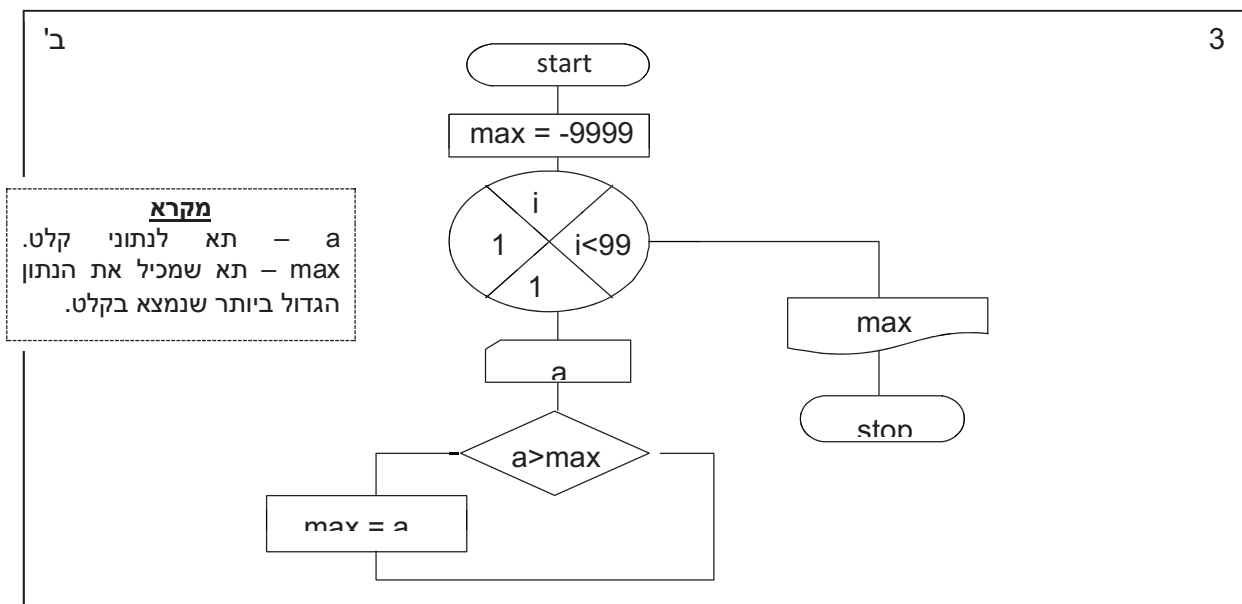 ב'
3
start
max = -9999
i
1
i<99
1
מקרא
a – תא לנתוני קלט.
max – תא שמכיל את הנתון
הגדול ביותר שנמצא בקלט.
max
a
stop
a>max
max = a